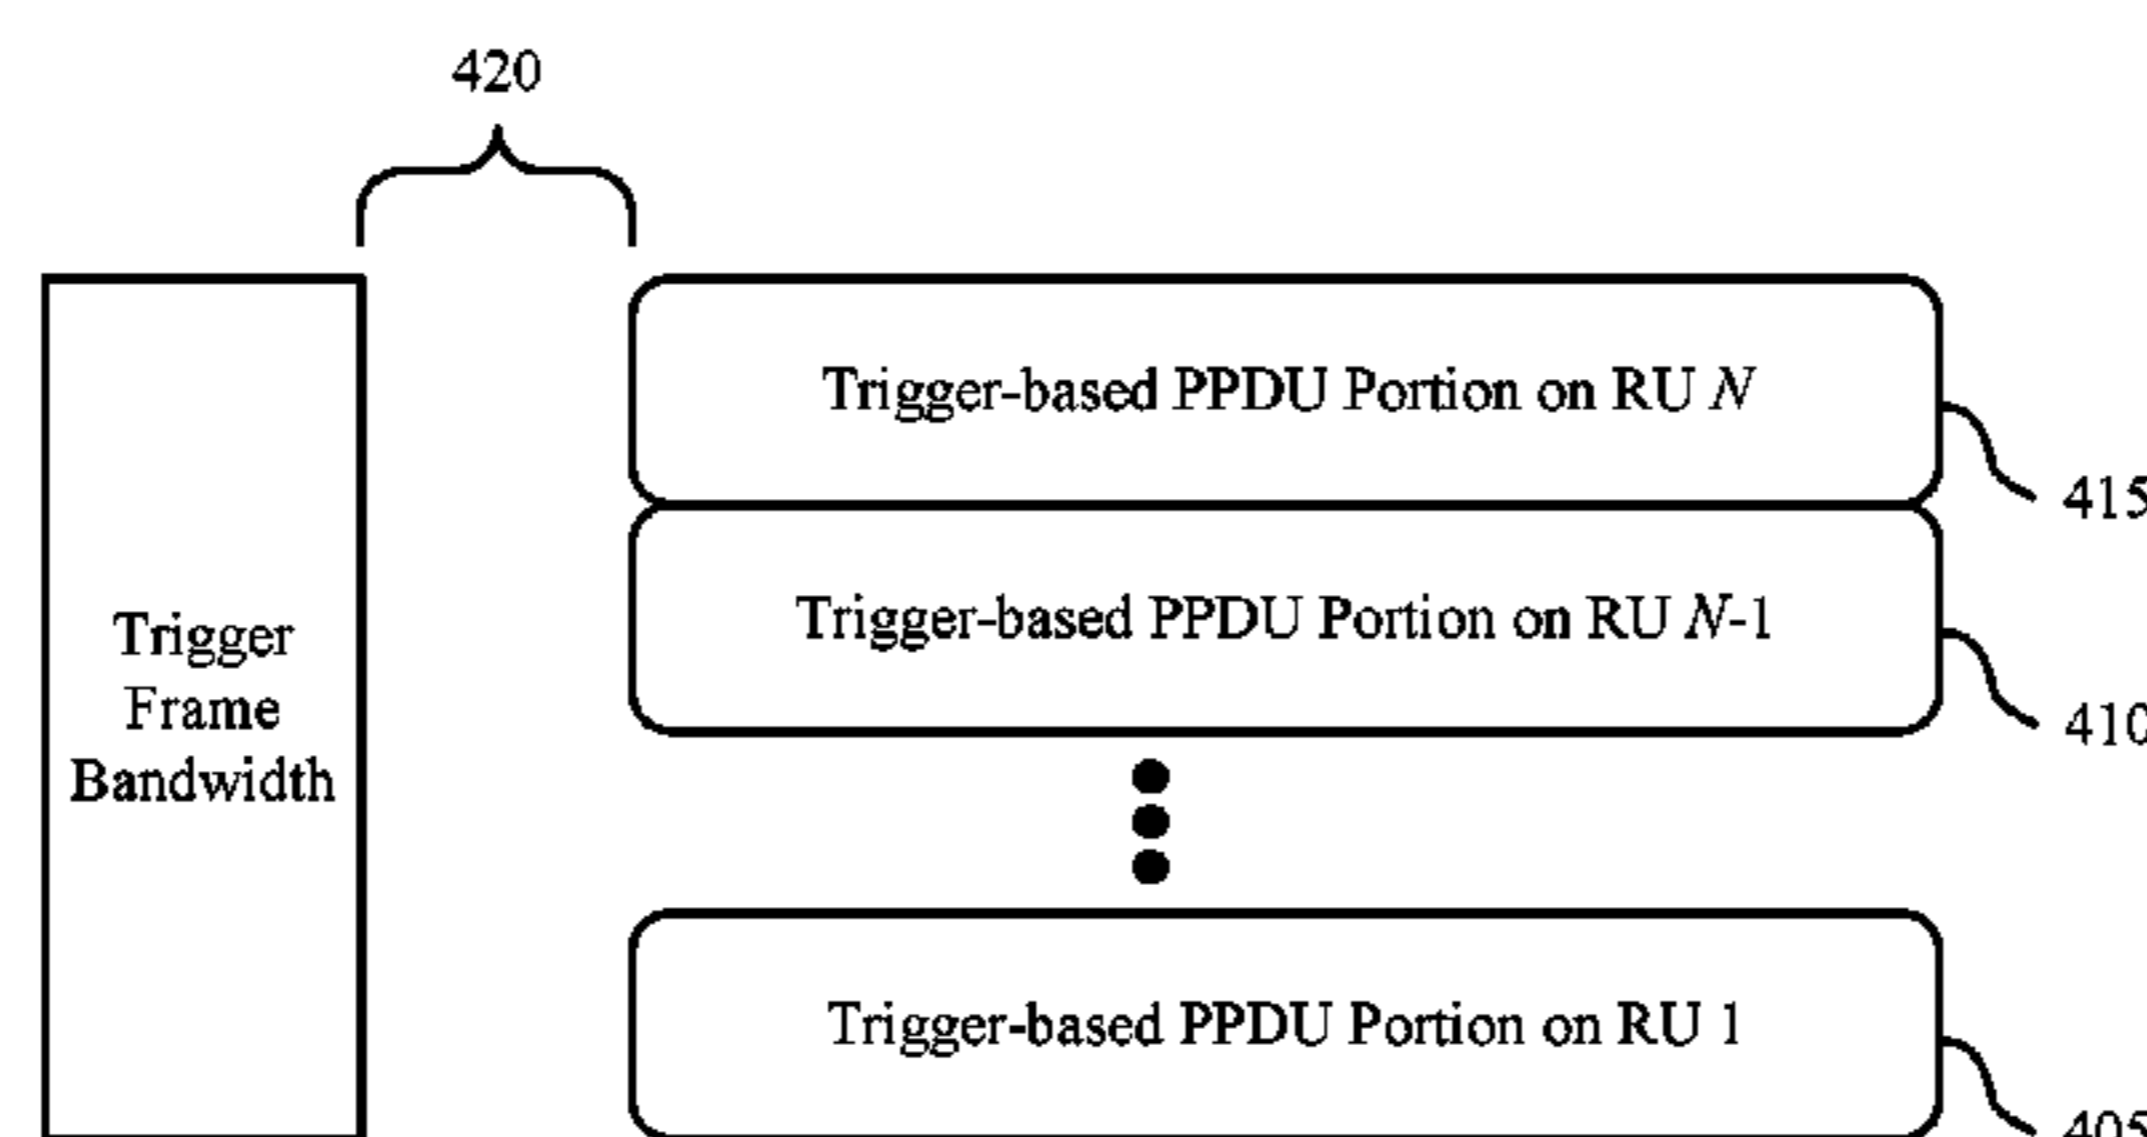 420
Trigger-based PPDU Portion on RU N
415
Trigger
Frame
Bandwidth
Trigger-based PPDU Portion on RU N-1
410
Trigger-based PPDU Portion on RU 1
405